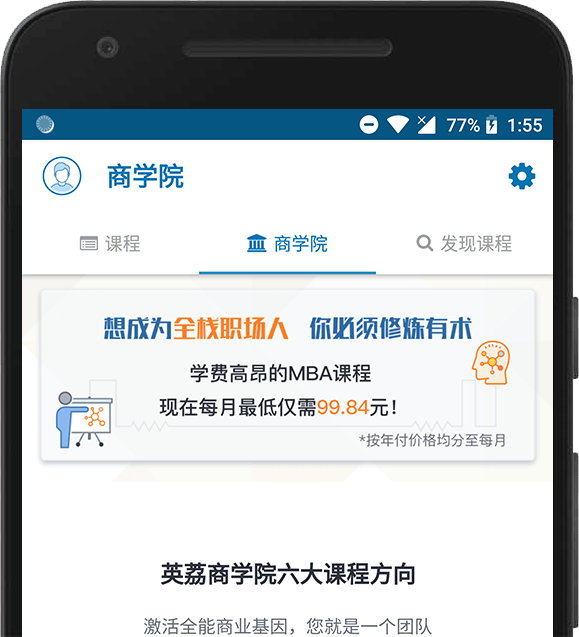 77% 1:55
商学院
课程 商学院 发现课程
想成为全栈职场人 你必须修炼有术
学费高昂的MBA课程
现在每月最低仅需99.84元!
*按年付价格均分至每月
英荔商学院六大课程方向
激活全能商业基因，您就是一个团队